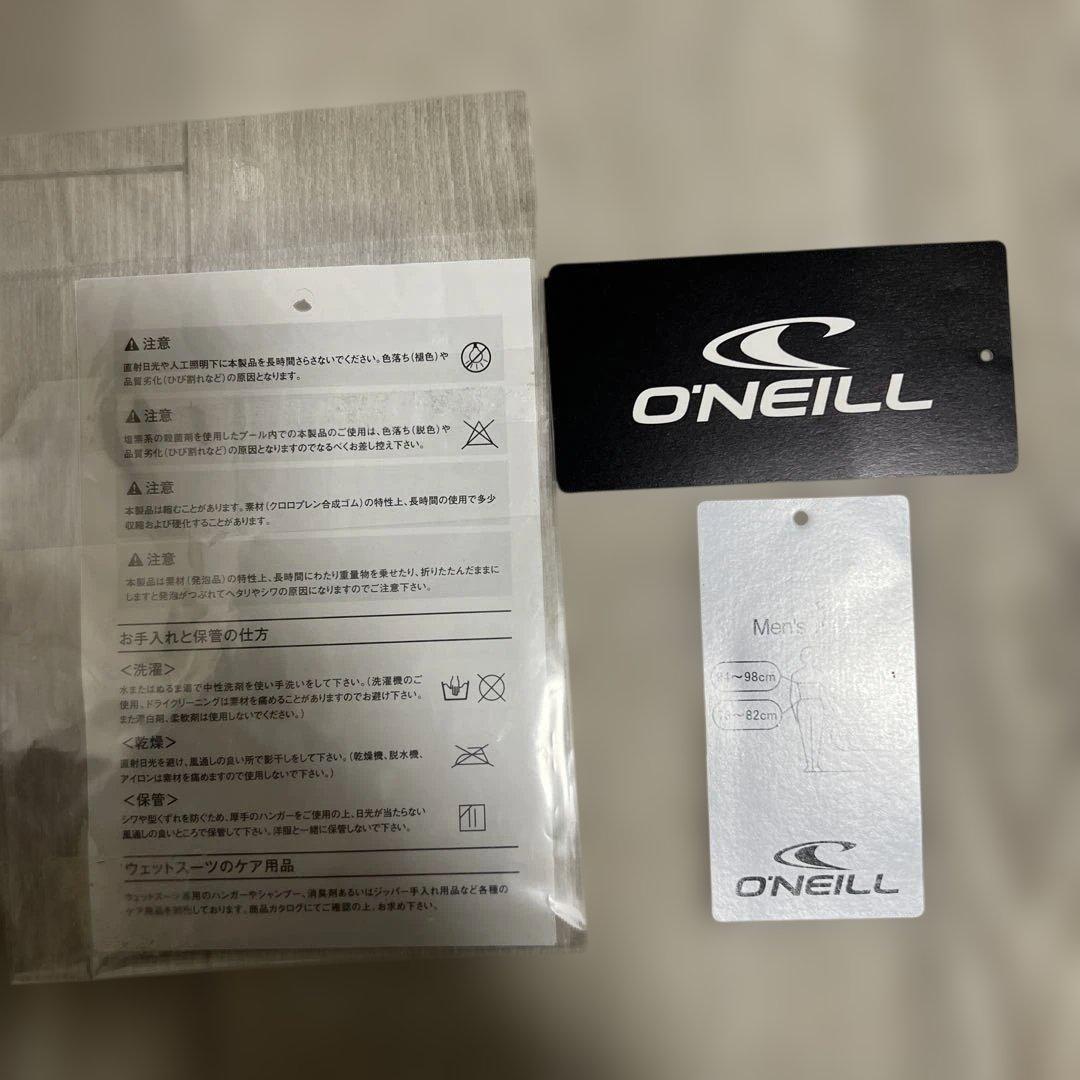 注意
直射日光や人工照明下に本製品を長時間さらさないでください。色落ち(褪色)や
品質劣化(ひび割れなど)の原因となります。
注意
塩素系の殺菌剤を使用したプール内での本製品のご使用は、色落ち(脱色)や
品質劣化(ひび割れなど)の原因となりますのでなるべくお差し控え下さい。
注意
本製品は縮むことがあります。素材(クロロプレン合成ゴム)の特性上、長時間の使用で多少
収縮および硬化することがあります。
注意
本製品は素材(発泡品)の特性上、長時間にわたり重量物を乗せたり、折りたたんだままに
しますと発泡がつぶれてヘタリやシワの原因になりますのでご注意下さい。
お手入れと保管の仕方
<洗濯>
水またはぬるま湯で中性洗剤を使い手洗いをして下さい。(洗濯機のご
使用、ドライクリーニングは素材を痛めることがありますのでお避け下さい。
また漂白剤、柔軟剤は使用しないでください。)
<乾燥>
直射日光を避け、風通しの良い所で影干しをして下さい。(乾燥機、脱水機、
アイロンは素材を痛めますので使用しないで下さい。)
<保管>
シワや型くずれを防ぐため、厚手のハンガーをご使用の上、日光が当たらない
風通しの良いところで保管して下さい。洋服と一緒に保管しないで下さい。
ウェットスーツのケア用品
ウェットスーツ専用のハンガーやシャンプー、消臭剤あるいはジッパー手入れ用品など各種の
ケア用品を販売しております。商品カタログにてご確認の上、お求め下さい。
O'NEILL
Men's
～98cm
～82cm
O'NEILL